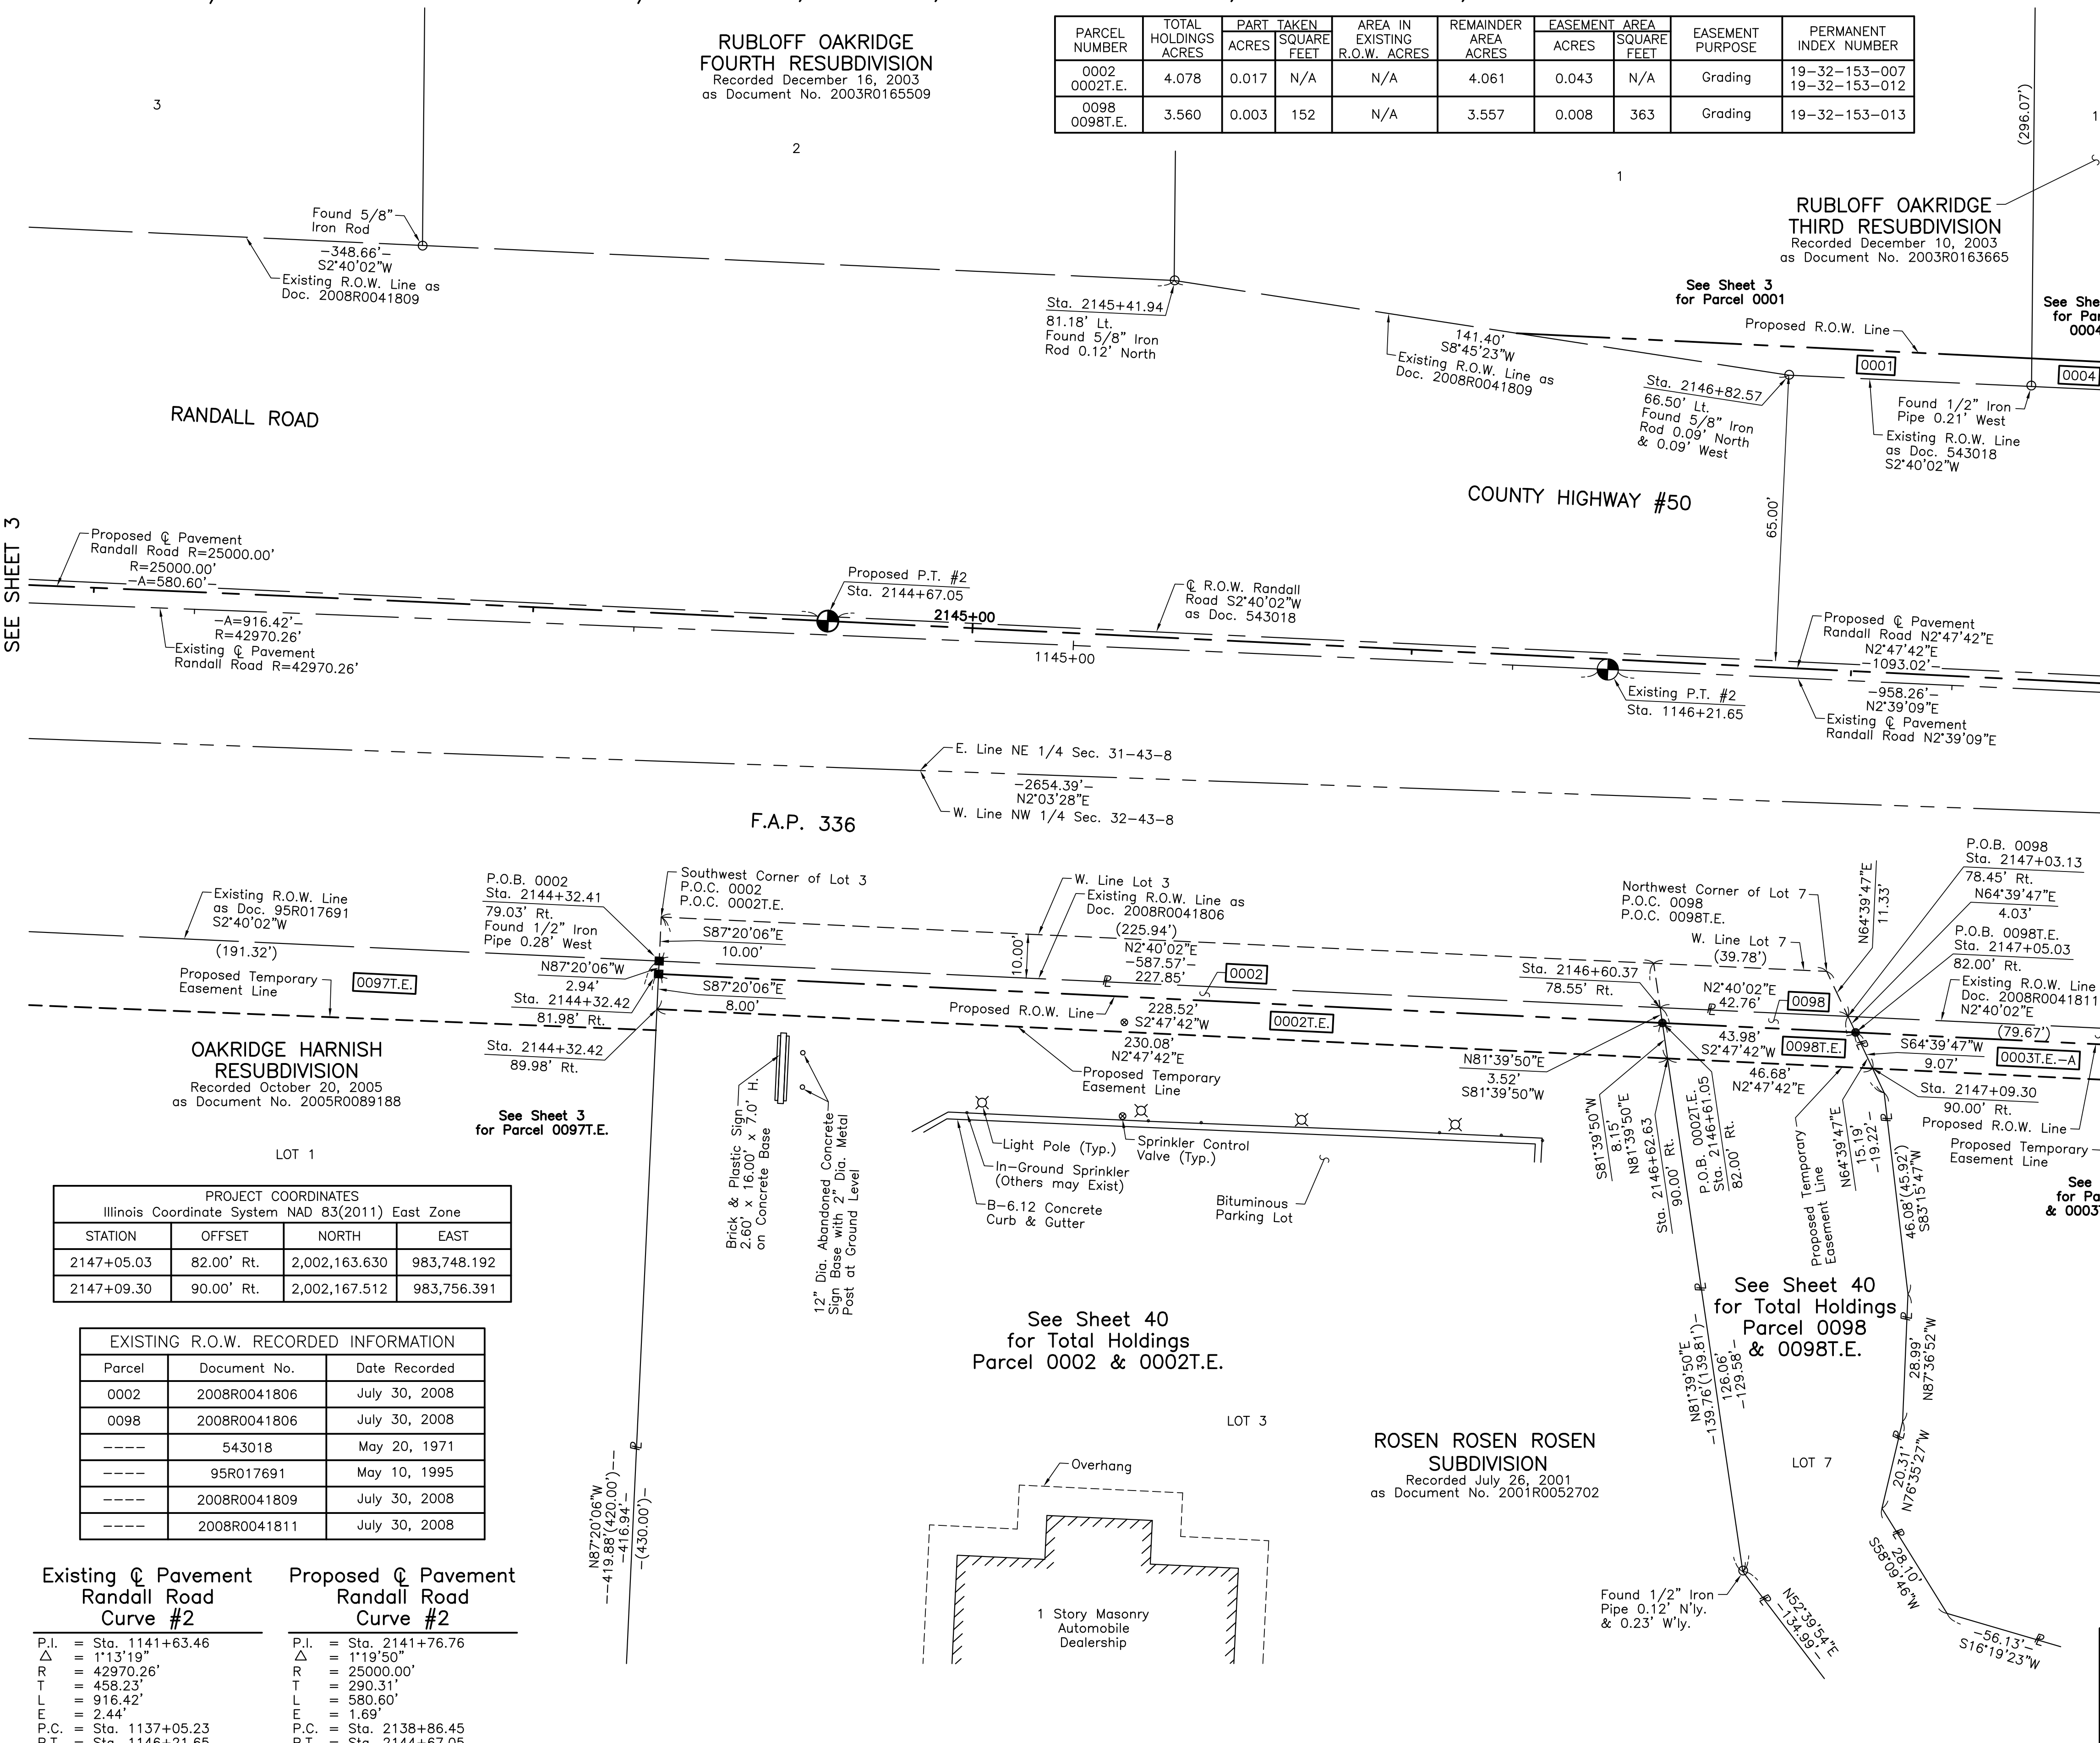 RUBLOFF OAKRIDGE
FOURTH RESUBDIVISION
Recorded December 16, 2003
as Document No. 2003R0165509
3
2
1
1
PARCEL NUMBER | TOTAL HOLDINGS ACRES | PART TAKEN ACRES | SQUARE FEET | AREA IN EXISTING R.O.W. ACRES | REMAINDER AREA ACRES | EASEMENT AREA ACRES | SQUARE FEET | EASEMENT PURPOSE | PERMANENT INDEX NUMBER
0002 0002T.E. | 4.078 | 0.017 | N/A | N/A | 4.061 | 0.043 | N/A | Grading | 19-32-153-007 19-32-153-012
0098 0098T.E. | 3.560 | 0.003 | 152 | N/A | 3.557 | 0.008 | 363 | Grading | 19-32-153-013
(296.07')
RUBLOFF OAKRIDGE
THIRD RESUBDIVISION
Recorded December 10, 2003
as Document No. 2003R0163665
Found 5/8"
Iron Rod
-348.66'-
S2°40'02"W
Existing R.O.W. Line as
Doc. 2008R0041809
Sta. 2145+41.94
81.18' Lt.
Found 5/8" Iron
Rod 0.12' North
141.40'
S8°45'23"W
Existing R.O.W. Line as
Doc. 2008R0041809
See Sheet 3
for Parcel 0001
Proposed R.O.W. Line
See She
for Par
0004
0001
0004
Sta. 2146+82.57
66.50' Lt.
Found 5/8" Iron
Rod 0.09' North
& 0.09' West
Found 1/2" Iron
Pipe 0.21' West
Existing R.O.W. Line
as Doc. 543018
S2°40'02"W
65.00'
RANDALL ROAD
COUNTY HIGHWAY #50
SEE SHEET 3
Proposed ℄ Pavement
Randall Road R=25000.00'
R=25000.00'
-A=580.60'-
-A=916.42'-
R=42970.26'
Existing ℄ Pavement
Randall Road R=42970.26'
Proposed P.T. #2
Sta. 2144+67.05
2145+00
1145+00
℄ R.O.W. Randall
Road S2°40'02"W
as Doc. 543018
Existing P.T. #2
Sta. 1146+21.65
Proposed ℄ Pavement
Randall Road N2°47'42"E
N2°47'42"E
-1093.02'-
-958.26'-
N2°39'09"E
Existing ℄ Pavement
Randall Road N2°39'09"E
E. Line NE 1/4 Sec. 31-43-8
-2654.39'-
N2°03'28"E
W. Line NW 1/4 Sec. 32-43-8
F.A.P. 336
Existing R.O.W. Line
as Doc. 95R017691
S2°40'02"W
(191.32')
Proposed Temporary
Easement Line
0097T.E.
P.O.B. 0002
Sta. 2144+32.41
79.03' Rt.
Found 1/2" Iron
Pipe 0.28' West
N87°20'06"W
2.94'
Sta. 2144+32.42
81.98' Rt.
Sta. 2144+32.42
89.98' Rt.
Southwest Corner of Lot 3
P.O.C. 0002
P.O.C. 0002T.E.
S87°20'06"E
10.00'
S87°20'06"E
8.00'
10.00'
W. Line Lot 3
Existing R.O.W. Line as
Doc. 2008R0041806
(225.94')
N2°40'02"E
-587.57'-
227.85'
0002
Proposed R.O.W. Line
228.52'
S2°47'42"W
0002T.E.
230.08'
N2°47'42"E
Proposed Temporary
Easement Line
Northwest Corner of Lot 7
P.O.C. 0098
P.O.C. 0098T.E.
W. Line Lot 7
(39.78')
Sta. 2146+60.37
78.55' Rt.
N2°40'02"E
42.76'
0098
N64°39'47"E
11.33'
P.O.B. 0098
Sta. 2147+03.13
78.45' Rt.
N64°39'47"E
4.03'
P.O.B. 0098T.E.
Sta. 2147+05.03
82.00' Rt.
Existing R.O.W. Line
Doc. 2008R0041811
N2°40'02"E
(79.67')
S64°39'47"W
9.07'
0003T.E.-A
43.98'
S2°47'42"W
0098T.E.
46.68'
N2°47'42"E
N81°39'50"E
3.52'
S81°39'50"W
S81°39'50"W
8.15'
N81°39'50"E
Sta. 2146+62.63
90.00' Rt.
P.O.B. 0002T.E.
Sta. 2146+61.05
82.00' Rt.
Proposed Temporary
Easement Line
N64°39'47"E
15.19'
-19.22'-
46.08'(45.92')
S83°15'47"W
Sta. 2147+09.30
90.00' Rt.
Proposed R.O.W. Line
Proposed Temporary
Easement Line
See
for Pa
& 0003
OAKRIDGE HARNISH
RESUBDIVISION
Recorded October 20, 2005
as Document No. 2005R0089188
See Sheet 3
for Parcel 0097T.E.
LOT 1
Brick & Plastic Sign
2.60' x 16.00' x 7.0' H.
on Concrete Base
12" Dia. Abandoned Concrete
Sign Base with 2" Dia. Metal
Post at Ground Level
Light Pole (Typ.)
In-Ground Sprinkler
(Others may Exist)
B-6.12 Concrete
Curb & Gutter
Sprinkler Control
Valve (Typ.)
Bituminous
Parking Lot
PROJECT COORDINATES
Illinois Coordinate System NAD 83(2011) East Zone
STATION | OFFSET | NORTH | EAST
2147+05.03 | 82.00' Rt. | 2,002,163.630 | 983,748.192
2147+09.30 | 90.00' Rt. | 2,002,167.512 | 983,756.391
EXISTING R.O.W. RECORDED INFORMATION
Parcel | Document No. | Date Recorded
0002 | 2008R0041806 | July 30, 2008
0098 | 2008R0041806 | July 30, 2008
---- | 543018 | May 20, 1971
---- | 95R017691 | May 10, 1995
---- | 2008R0041809 | July 30, 2008
---- | 2008R0041811 | July 30, 2008
See Sheet 40
for Total Holdings
Parcel 0002 & 0002T.E.
See Sheet 40
for Total Holdings
Parcel 0098
& 0098T.E.
LOT 3
ROSEN ROSEN ROSEN
SUBDIVISION
Recorded July 26, 2001
as Document No. 2001R0052702
LOT 7
N81°39'50"E
-139.76'(139.81')-
126.06'
-129.58'-
28.99'
N87°36'52"W
20.31'
N76°35'27"W
28.10'
S58°09'46"W
-56.13'-
S16°19'23"W
N52°39'54"E
-134.99'-
Found 1/2" Iron
Pipe 0.12' N'ly.
& 0.23' W'ly.
N87°20'06"W
---419.88'(420.00')---
-416.94'-
-(430.00')-
Overhang
1 Story Masonry
Automobile
Dealership
Existing ℄ Pavement
Randall Road
Curve #2
P.I. = Sta. 1141+63.46
△ = 1°13'19"
R = 42970.26'
T = 458.23'
L = 916.42'
E = 2.44'
P.C. = Sta. 1137+05.23
P.T. = Sta. 1146+21.65
Proposed ℄ Pavement
Randall Road
Curve #2
P.I. = Sta. 2141+76.76
△ = 1°19'50"
R = 25000.00'
T = 290.31'
L = 580.60'
E = 1.69'
P.C. = Sta. 2138+86.45
P.T. = Sta. 2144+67.05